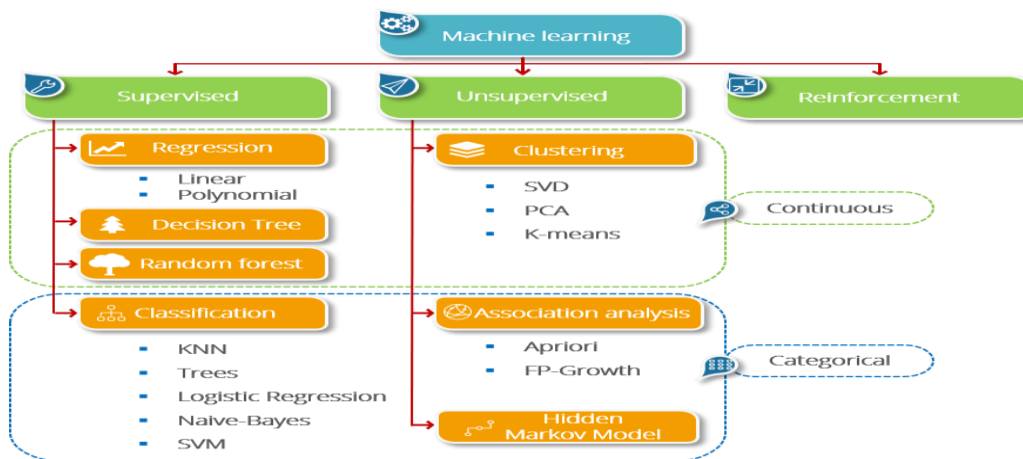 Machine learning
Supervised
Unsupervised
Reinforcement
Regression
Linear
Polynomial
Decision Tree
Random forest
Clustering
SVD
PCA
K-means
Continuous
Classification
KNN
Trees
Logistic Regression
Naive-Bayes
SVM
Association analysis
Apriori
FP-Growth
Hidden
Markov Model
Categorical